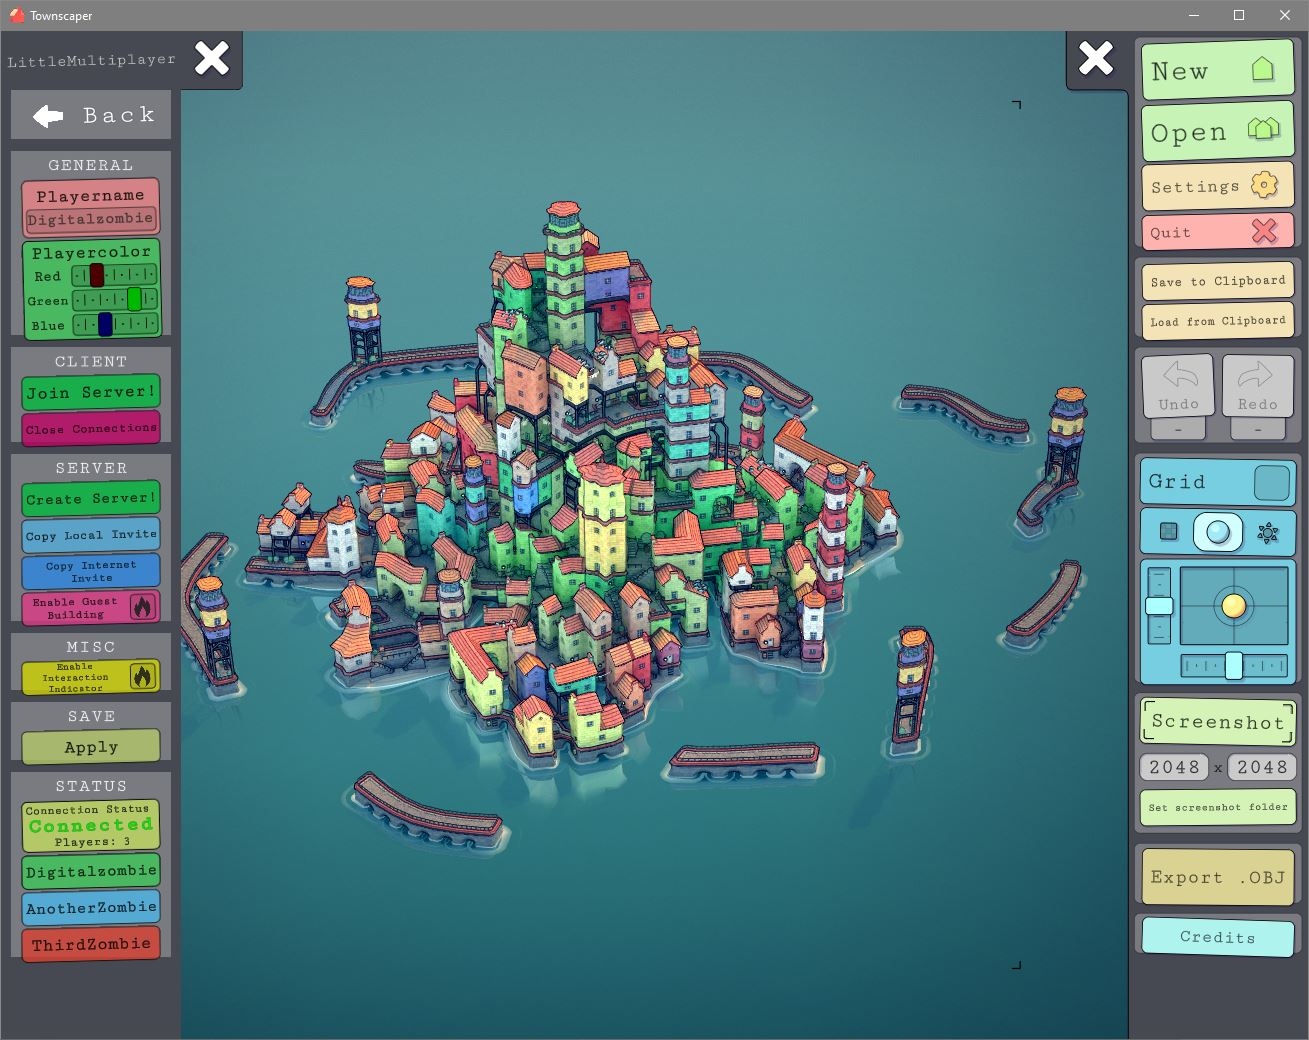 Townscaper
LittleMultiplayer
Back
GENERAL
Playername
Digitalzombie
Playercolor
Red
Green
Blue
CLIENT
Join Server!
Close Connections
SERVER
Create Server!
Copy Local Invite
Copy Internet
Invite
Enable Guest
Building
MISC
Enable
Interaction
Indicator
SAVE
Apply
STATUS
Connection Status
Connected
Players: 3
Digitalzombie
AnotherZombie
ThirdZombie
New
Open
Settings
Quit
Save to Clipboard
Load from Clipboard
Undo
Redo
-
-
Grid
Screenshot
2048 x 2048
Set screenshot folder
Export .OBJ
Credits